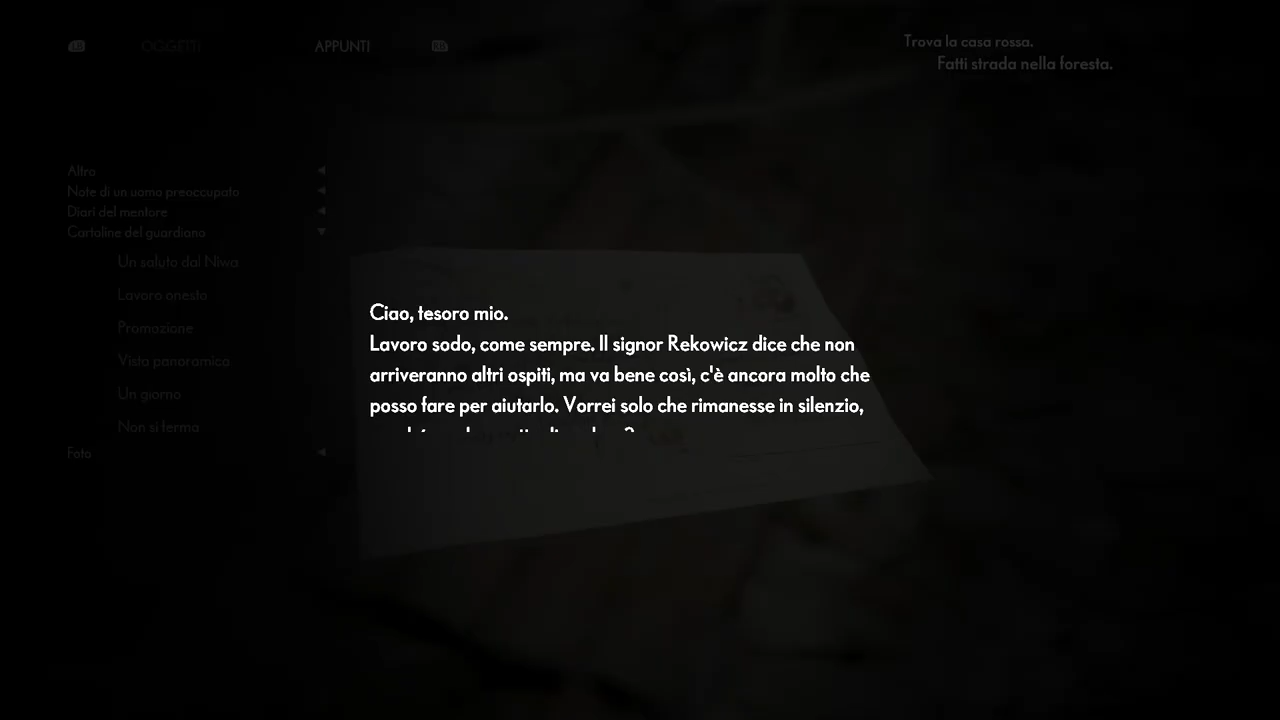 LB OGGETTI APPUNTI RB
Trova la casa rossa.
Fatti strada nella foresta.
Altro
Note di un uomo preoccupato
Diari del mentore
Cartoline del guardiano
Un saluto dal Niwa
Lavoro onesto
Promozione
Vista panoramica
Un giorno
Non si ferma
Foto
Ciao, tesoro mio.
Lavoro sodo, come sempre. Il signor Rekowicz dice che non
arriveranno altri ospiti, ma va bene così, c'è ancora molto che
posso fare per aiutarlo. Vorrei solo che rimanesse in silenzio,